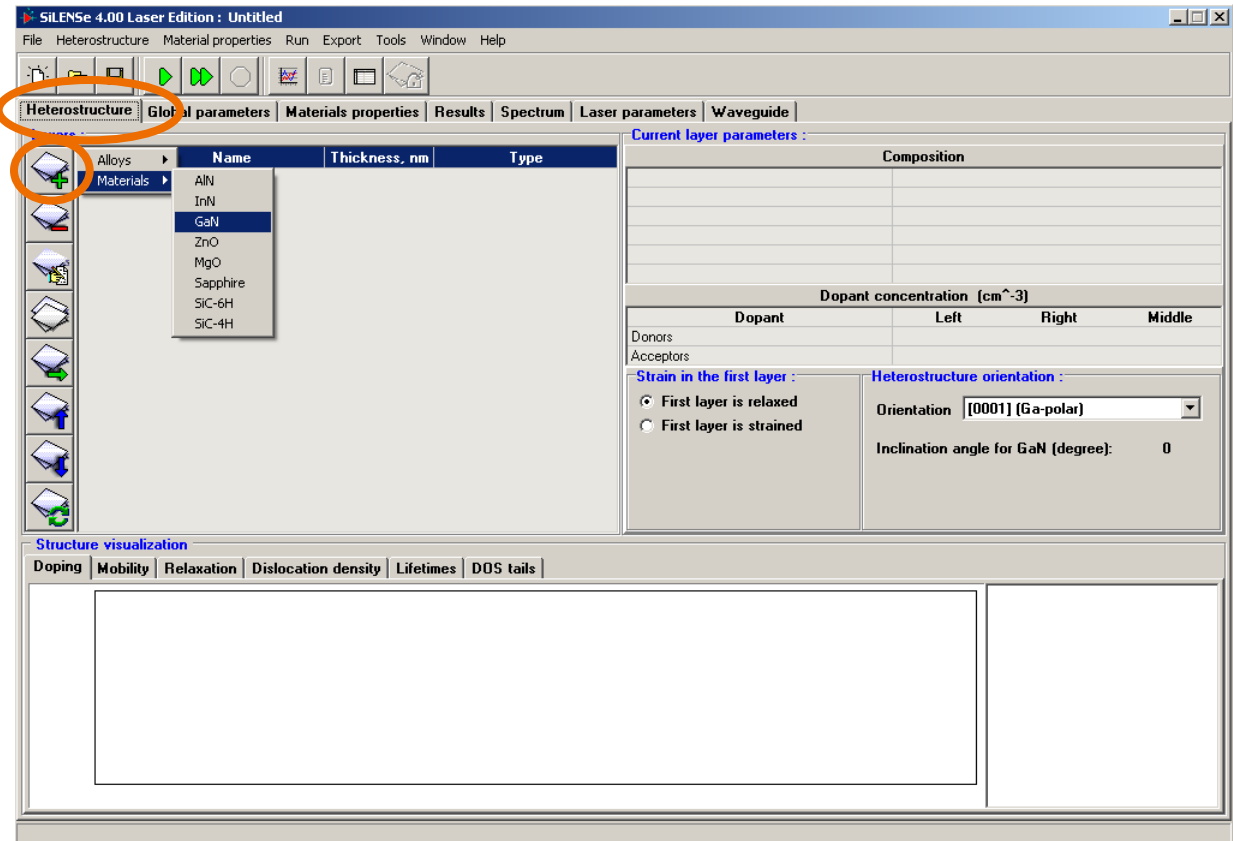 SiLENSe 4.00 Laser Edition : Untitled
File Heterostructure Material properties Run Export Tools Window Help
Heterostructure Global parameters Materials properties Results Spectrum Laser parameters Waveguide
Layers :
Current layer parameters :
Name Thickness, nm Type
Alloys
Materials
AlN
InN
GaN
ZnO
MgO
Sapphire
SiC-6H
SiC-4H
Composition
Dopant concentration (cm^-3)
Dopant Left Right Middle
Donors
Acceptors
Strain in the first layer :
First layer is relaxed
First layer is strained
Heterostructure orientation :
Orientation [0001] (Ga-polar)
Inclination angle for GaN (degree): 0
Structure visualization
Doping Mobility Relaxation Dislocation density Lifetimes DOS tails